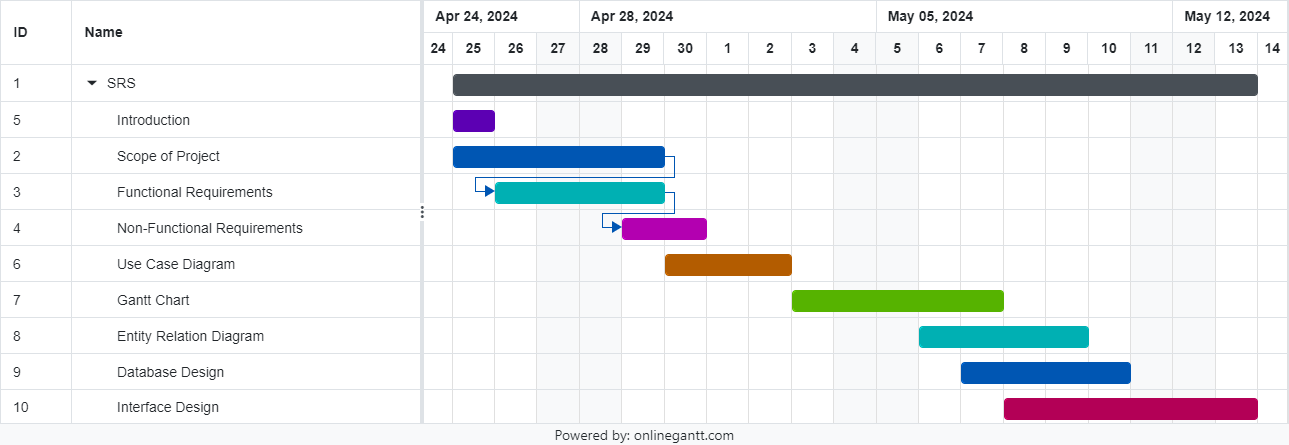 Apr 24, 2024 Apr 28, 2024 May 05, 2024 May 12, 2024
ID Name
24 25 26 27 28 29 30 1 2 3 4 5 6 7 8 9 10 11 12 13 14
1 SRS
5 Introduction
2 Scope of Project
3 Functional Requirements
4 Non-Functional Requirements
6 Use Case Diagram
7 Gantt Chart
8 Entity Relation Diagram
9 Database Design
10 Interface Design
Powered by: onlinegantt.com